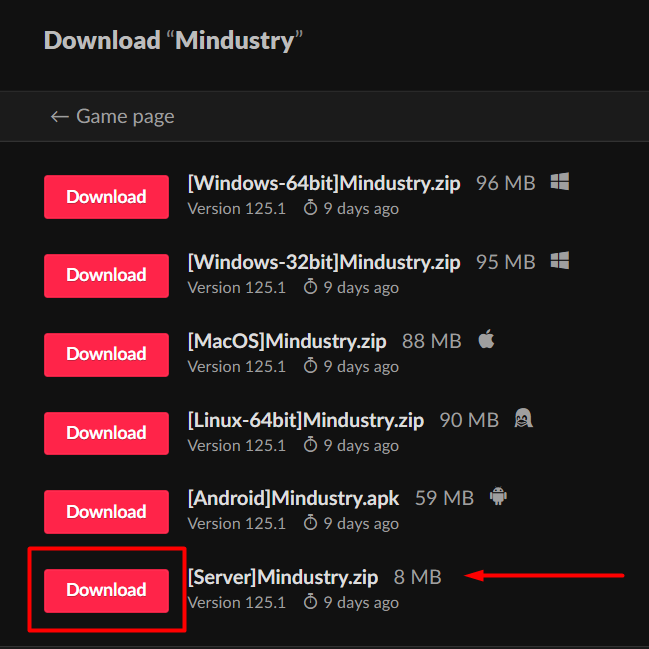 Download “Mindustry”
← Game page
Download [Windows-64bit]Mindustry.zip 96 MB
Version 125.1 9 days ago
Download [Windows-32bit]Mindustry.zip 95 MB
Version 125.1 9 days ago
Download [MacOS]Mindustry.zip 88 MB
Version 125.1 9 days ago
Download [Linux-64bit]Mindustry.zip 90 MB
Version 125.1 9 days ago
Download [Android]Mindustry.apk 59 MB
Version 125.1 9 days ago
Download [Server]Mindustry.zip 8 MB
Version 125.1 9 days ago